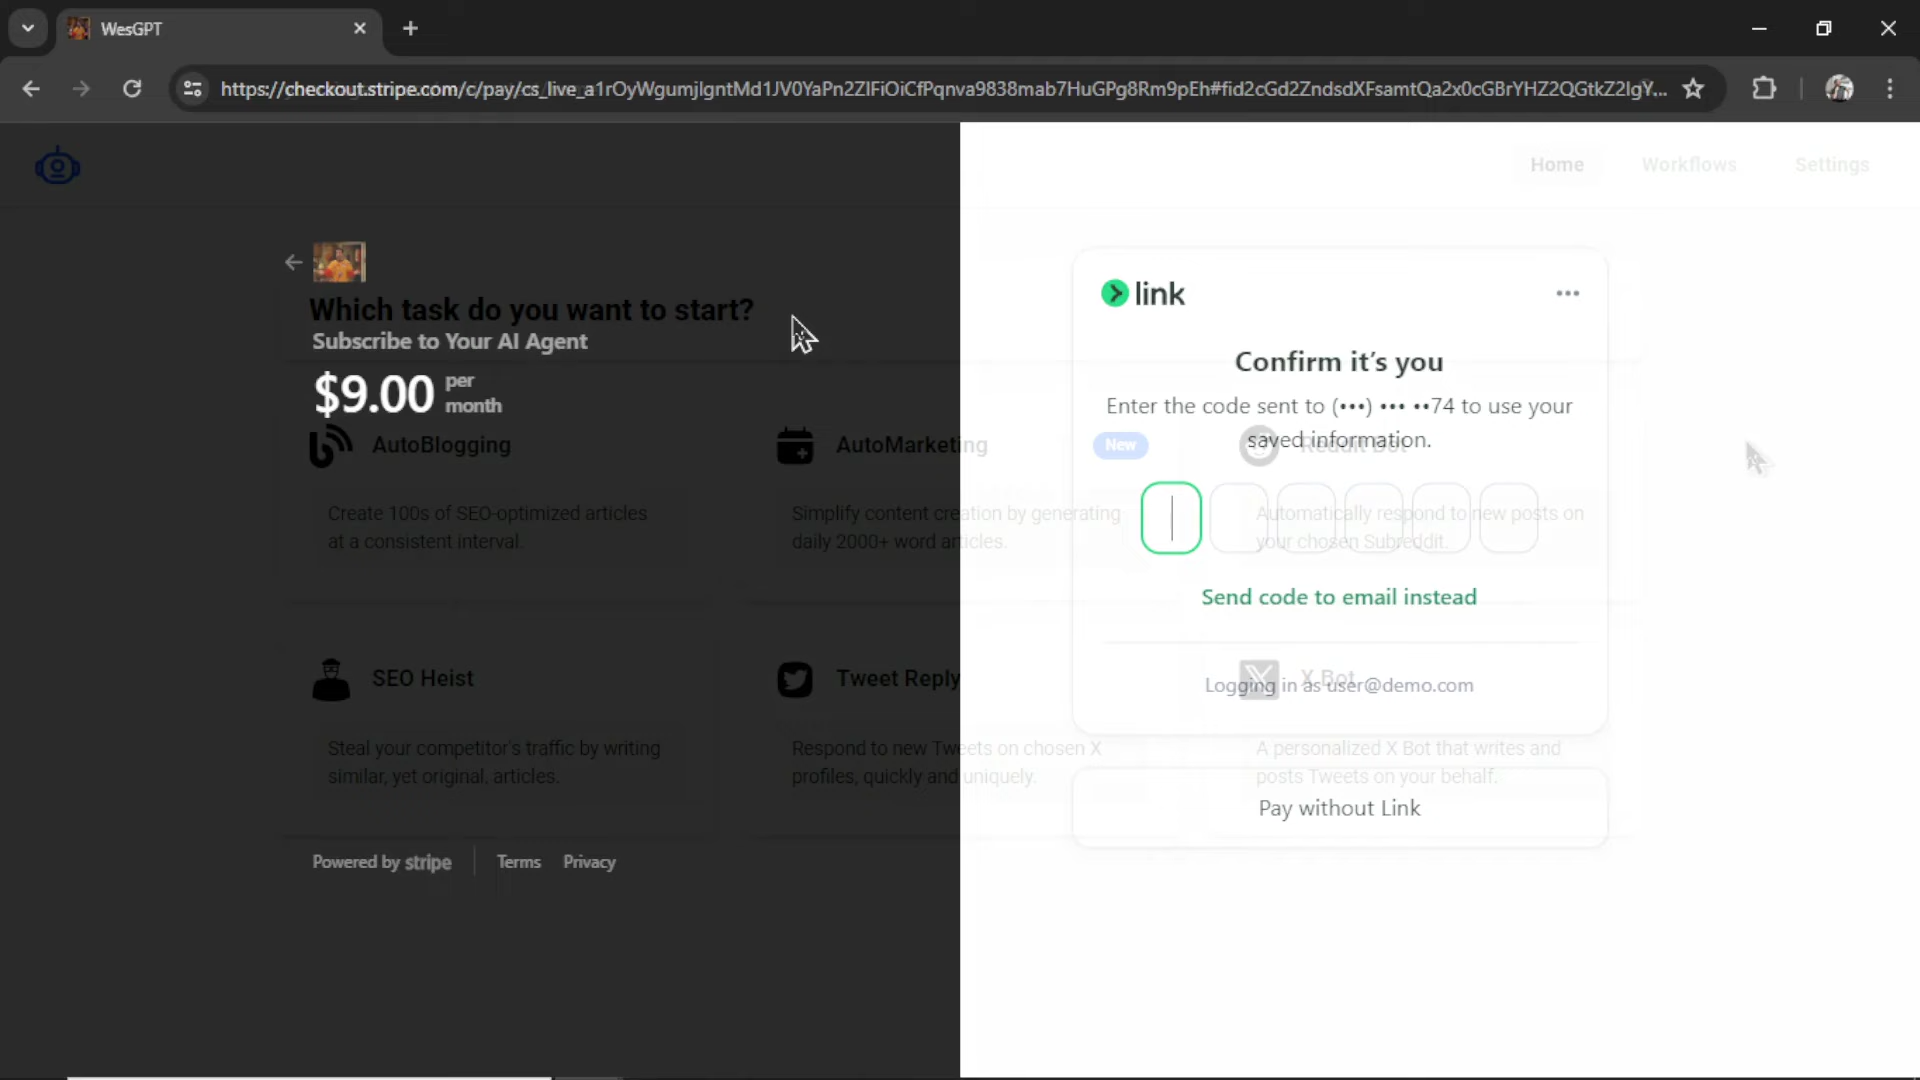 WesGPT
https://checkout.stripe.com/c/pay/cs_live_a1rOyWgumjIgntMd1JV0YaPn2ZlFiOiCfPqnva9838mab7HuGPg8Rm9pEh#fid2cGd2ZndsdXFsamtQa2x0cGBrYHZ2QGtkZ2lgY...
Home
Workflows
Settings
Which task do you want to start?
Subscribe to Your AI Agent
$9.00 per
month
AutoBlogging
Create 100s of SEO-optimized articles
at a consistent interval.
AutoMarketing
New
Simplify content creation by generating
daily 2000+ word articles.
Reddit Bot
Automatically respond to new posts on
your chosen Subreddit.
SEO Heist
Steal your competitor's traffic by writing
similar, yet original. articles.
Tweet Reply
Respond to new Tweets on chosen X
profiles, quickly and uniquely.
X Bot
A personalized X Bot that writes and
posts Tweets on your behalf.
Powered by stripe
Terms
Privacy
link
Confirm it's you
Enter the code sent to (•••) ••• ••74 to use your
saved information.
Send code to email instead
Logging in as user@demo.com
Pay without Link